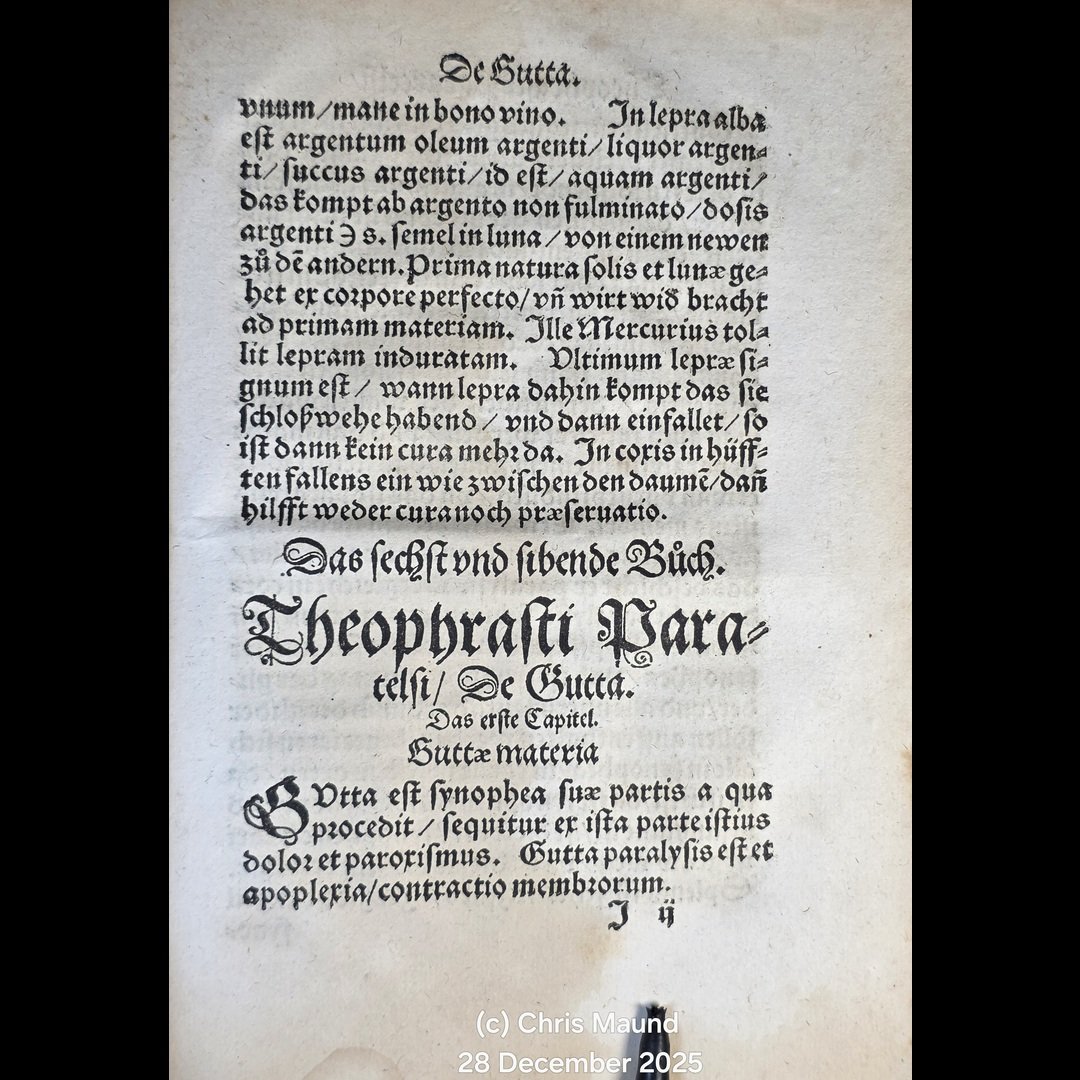 De Gutta.
vnum/mane in bono vino. In lepra alba
eſt argentum oleum argenti/liquor argen⸗
ti/ſuccus argenti/id eſt/aquam argenti/
das kompt ab argento non fulminato/doſis
argenti ℈ s. ſemel in luna/von einem newen
zů dē andern. Prima natura ſolis et lunæ ge⸗
het ex corpore perfecto/vñ wirt wid̄ bracht
ad primam materiam. Ille Mercurius tol⸗
lit lepram induratam. Vltimum lepræ ſi⸗
gnum eſt/ wann lepra dahin kompt das ſie
ſchloßwehe habend/ vnd dann einfallet/ſo
iſt dann kein cura mehr da. In coxis in hüff⸗
ten fallens ein wie zwiſchen den daumē/dañ
hilfft weder cura noch præſeruatio.
Das ſechſt vnd ſibende Bůch.
Theophraſti Para⸗
telſi/ De Gutta.
Das erſte Capitel.
Guttæ materia
GVtta eſt ſynophea ſuæ partis a qua
procedit/ ſequitur ex iſta parte iſtius
dolor et paroxiſmus. Gutta paralyſis eſt et
apoplexia/contractio membrorum.
I ij
(c) Chris Maund
28 December 2025